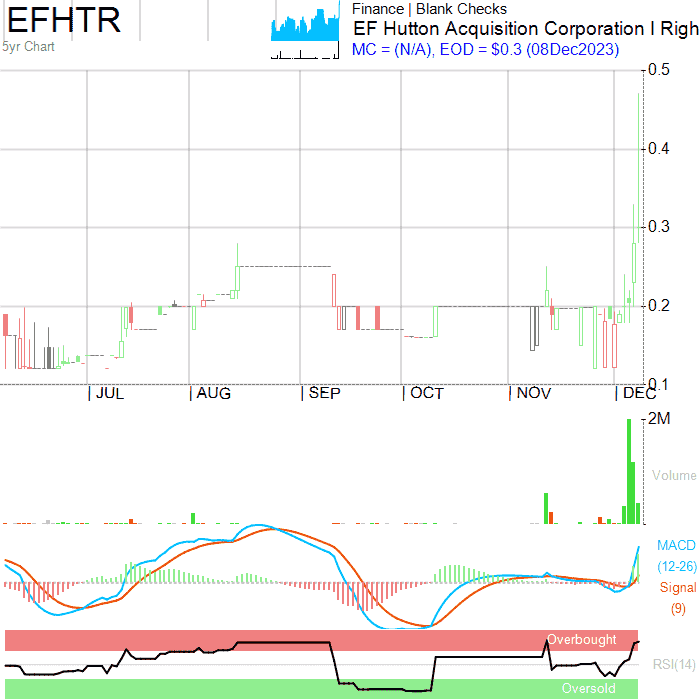 EFHTR
5yr Chart
Finance | Blank Checks
EF Hutton Acquisition Corporation I Righ
MC = (N/A), EOD = $0.3 (08Dec2023)
0.5
0.4
0.3
0.2
0.1
JUL AUG SEP OCT NOV DEC
2M
Volume
MACD
(12-26)
Signal
(9)
Overbought
RSI(14)
Oversold